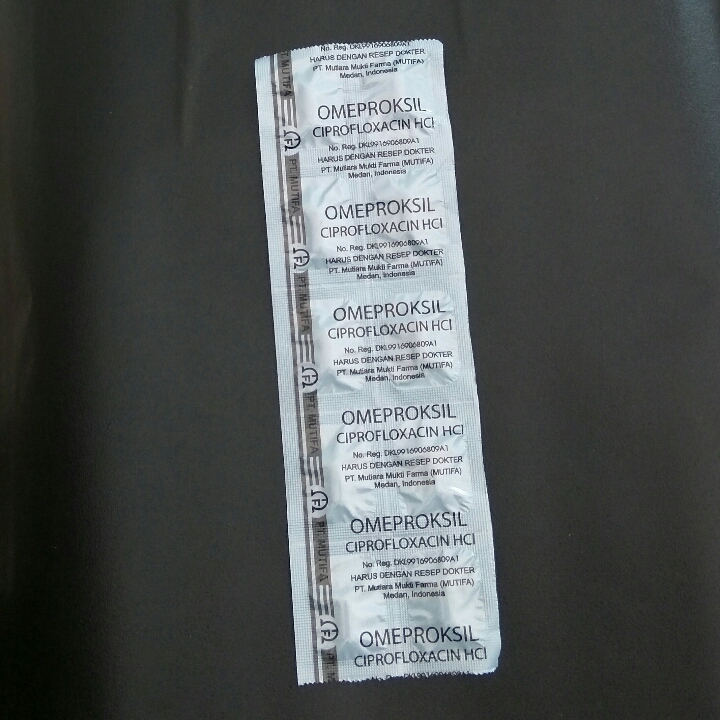 No. Reg. DKL9916906809A1
HARUS DENGAN RESEP DOKTER
PT. Mutiara Mukti Farma (MUTIFA)
Medan, Indonesia
OMEPROKSIL
CIPROFLOXACIN HCl
No. Reg. DKL9916906809A1
HARUS DENGAN RESEP DOKTER
PT. Mutiara Mukti Farma (MUTIFA)
Medan, Indonesia
OMEPROKSIL
CIPROFLOXACIN HCl
No. Reg. DKL9916906809A1
HARUS DENGAN RESEP DOKTER
PT. Mutiara Mukti Farma (MUTIFA)
Medan, Indonesia
OMEPROKSIL
CIPROFLOXACIN HCl
No. Reg. DKL9916906809A1
HARUS DENGAN RESEP DOKTER
PT. Mutiara Mukti Farma (MUTIFA)
Medan, Indonesia
OMEPROKSIL
CIPROFLOXACIN HCl
No. Reg. DKL9916906809A1
HARUS DENGAN RESEP DOKTER
PT. Mutiara Mukti Farma (MUTIFA)
Medan, Indonesia
OMEPROKSIL
CIPROFLOXACIN HCl
No. Reg. DKL9916906809A1
HARUS DENGAN RESEP DOKTER
PT. Mutiara Mukti Farma (MUTIFA)
Medan, Indonesia
OMEPROKSIL
CIPROFLOXACIN HCl
PT. MUTIFA
PT. MUTIFA
PT. MUTIFA
PT. MUTIFA
PT. MUTIFA